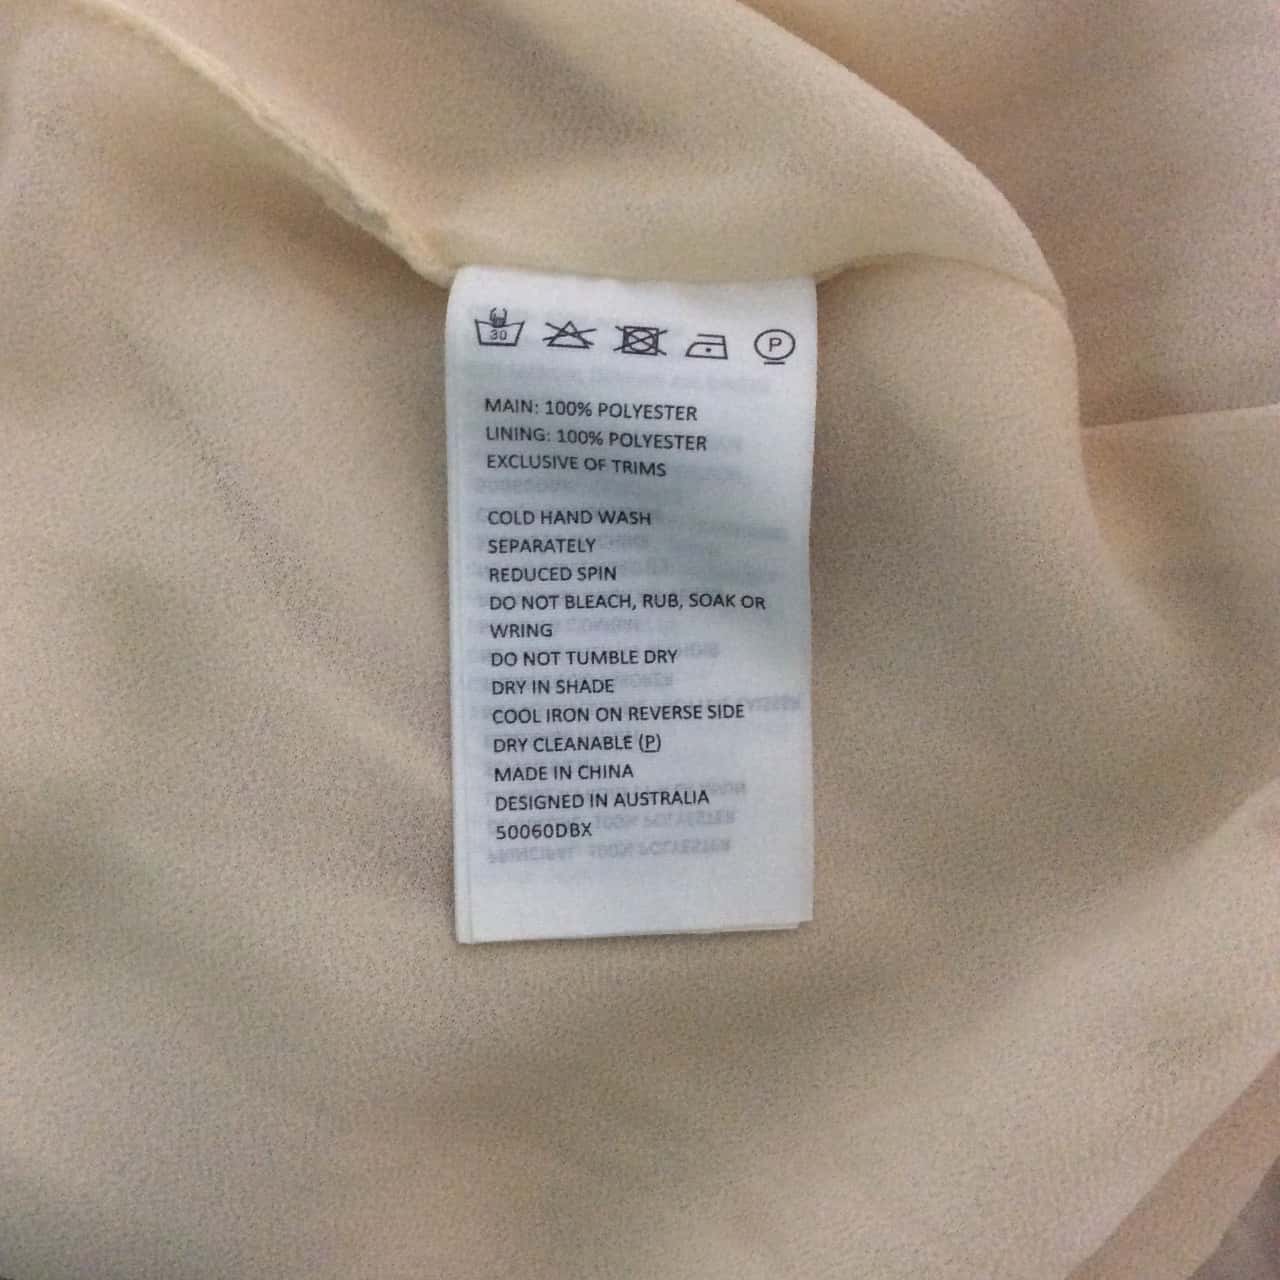 30 P
MAIN: 100% POLYESTER
LINING: 100% POLYESTER
EXCLUSIVE OF TRIMS
COLD HAND WASH
SEPARATELY
REDUCED SPIN
DO NOT BLEACH, RUB, SOAK OR
WRING
DO NOT TUMBLE DRY
DRY IN SHADE
COOL IRON ON REVERSE SIDE
DRY CLEANABLE (P)
MADE IN CHINA
DESIGNED IN AUSTRALIA
50060DBX